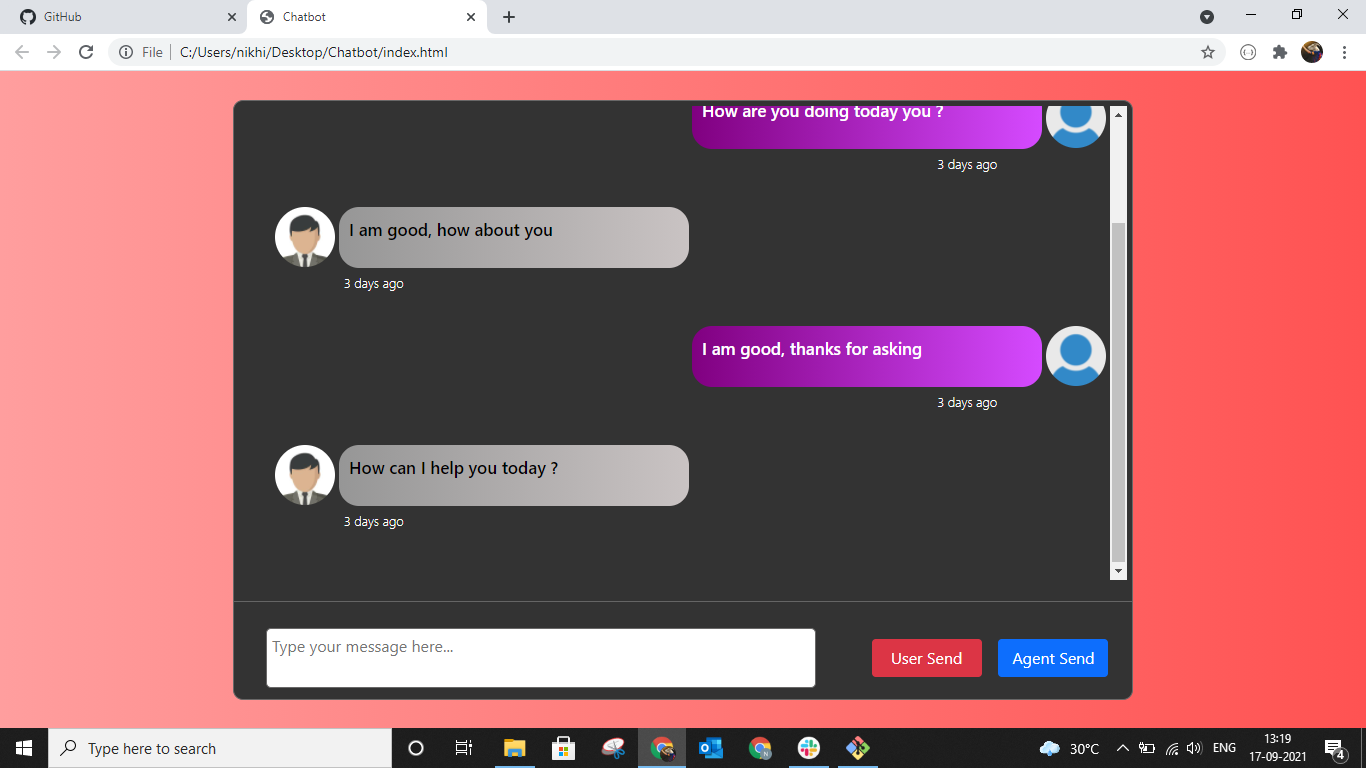 GitHub
Chatbot
File
C:/Users/nikhi/Desktop/Chatbot/index.html
How are you doing today you ?
3 days ago
I am good, how about you
3 days ago
I am good, thanks for asking
3 days ago
How can I help you today ?
3 days ago
Type your message here...
User Send
Agent Send
Type here to search
30°C
ENG
13:19
17-09-2021
4